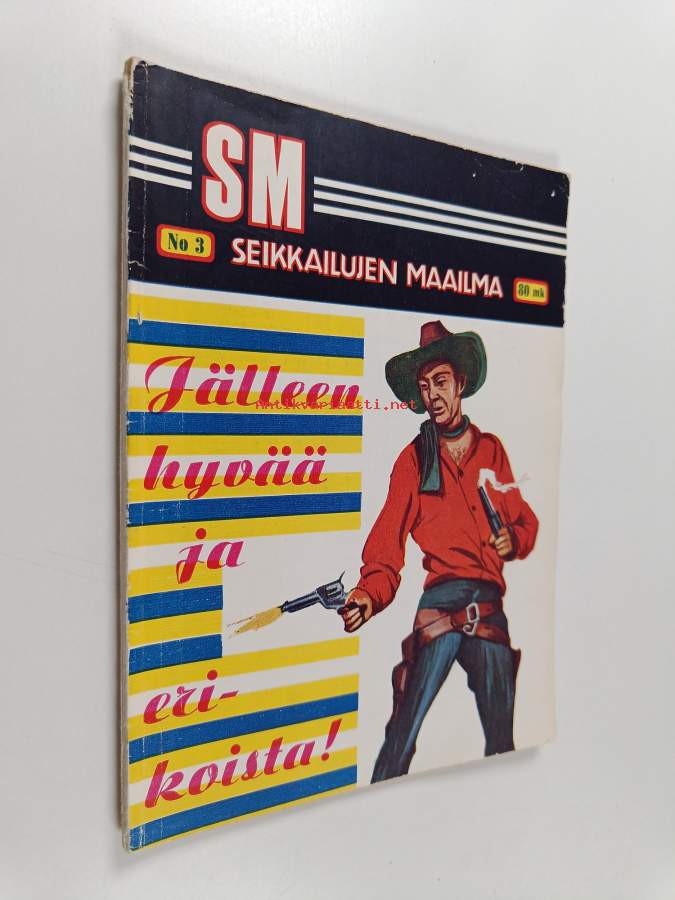 SM
No 3
SEIKKAILUJEN MAAILMA
80 mk
Jälleen
antikvariaatti.net
hyvää
ja
eri-
koista!